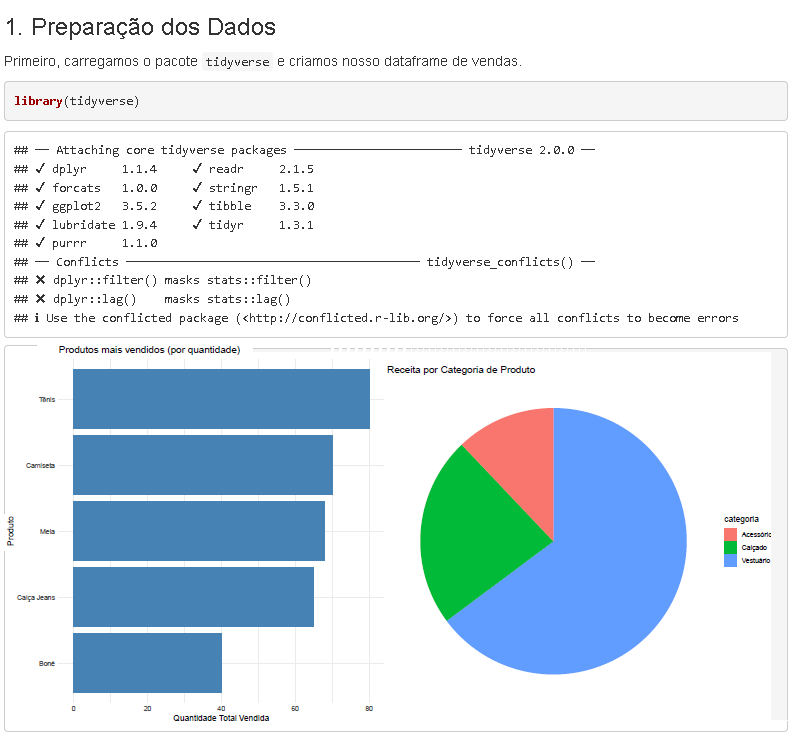 1. Preparação dos Dados
Primeiro, carregamos o pacote tidyverse e criamos nosso dataframe de vendas.
library(tidyverse)
## ── Attaching core tidyverse packages ──────────────────────── tidyverse 2.0.0 ──
## ✔ dplyr     1.1.4     ✔ readr     2.1.5
## ✔ forcats   1.0.0     ✔ stringr   1.5.1
## ✔ ggplot2   3.5.2     ✔ tibble    3.3.0
## ✔ lubridate 1.9.4     ✔ tidyr     1.3.1
## ✔ purrr     1.1.0
## ── Conflicts ────────────────────────────────────────── tidyverse_conflicts() ──
## ✖ dplyr::filter() masks stats::filter()
## ✖ dplyr::lag()    masks stats::lag()
## ℹ Use the conflicted package (<http://conflicted.r-lib.org/>) to force all conflicts to become errors
Produtos mais vendidos (por quantidade)
Produto
Tênis
Camiseta
Meia
Calça Jeans
Boné
0 20 40 60 80
Quantidade Total Vendida
Receita por Categoria de Produto
categoria
Acessóric
Calçado
Vestuário